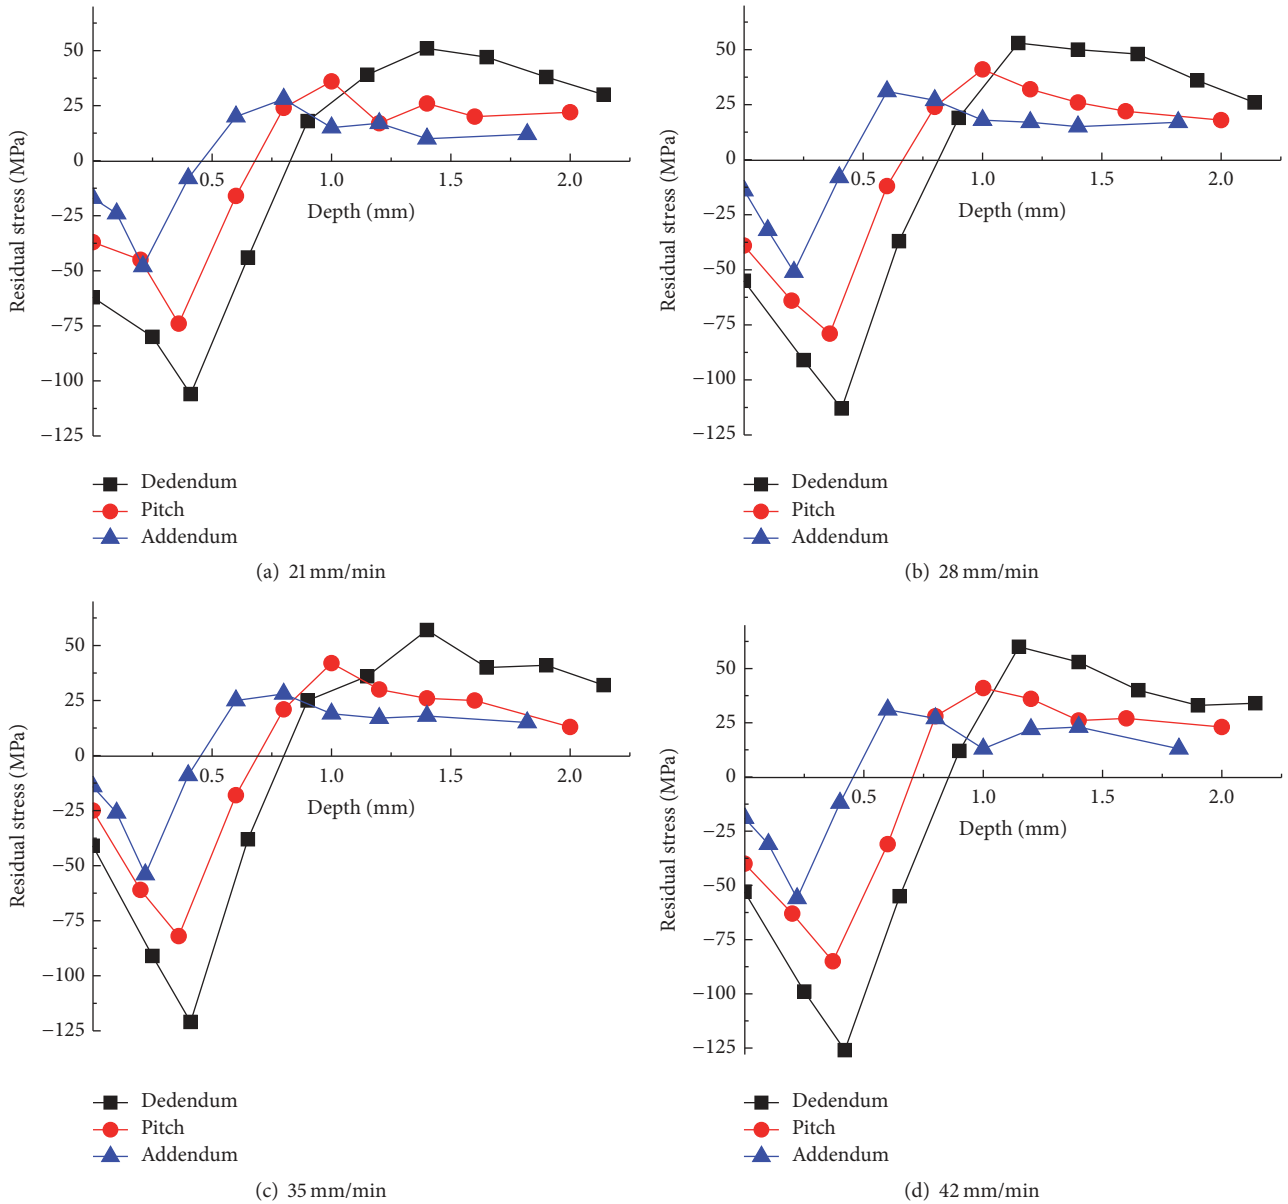 50
25
0
−25
−50
−75
−100
−125
0.5
1.0
1.5
2.0
Depth (mm)
Residual stress (MPa)
Dedendum
Pitch
Addendum
(a) 21 mm/min
50
25
0
−25
−50
−75
−100
−125
0.5
1.0
1.5
2.0
Depth (mm)
Residual stress (MPa)
Dedendum
Pitch
Addendum
(b) 28 mm/min
50
25
0
−25
−50
−75
−100
−125
0.5
1.0
1.5
2.0
Depth (mm)
Residual stress (MPa)
Dedendum
Pitch
Addendum
(c) 35 mm/min
50
25
0
−25
−50
−75
−100
−125
0.5
1.0
1.5
2.0
Depth (mm)
Residual stress (MPa)
Dedendum
Pitch
Addendum
(d) 42 mm/min